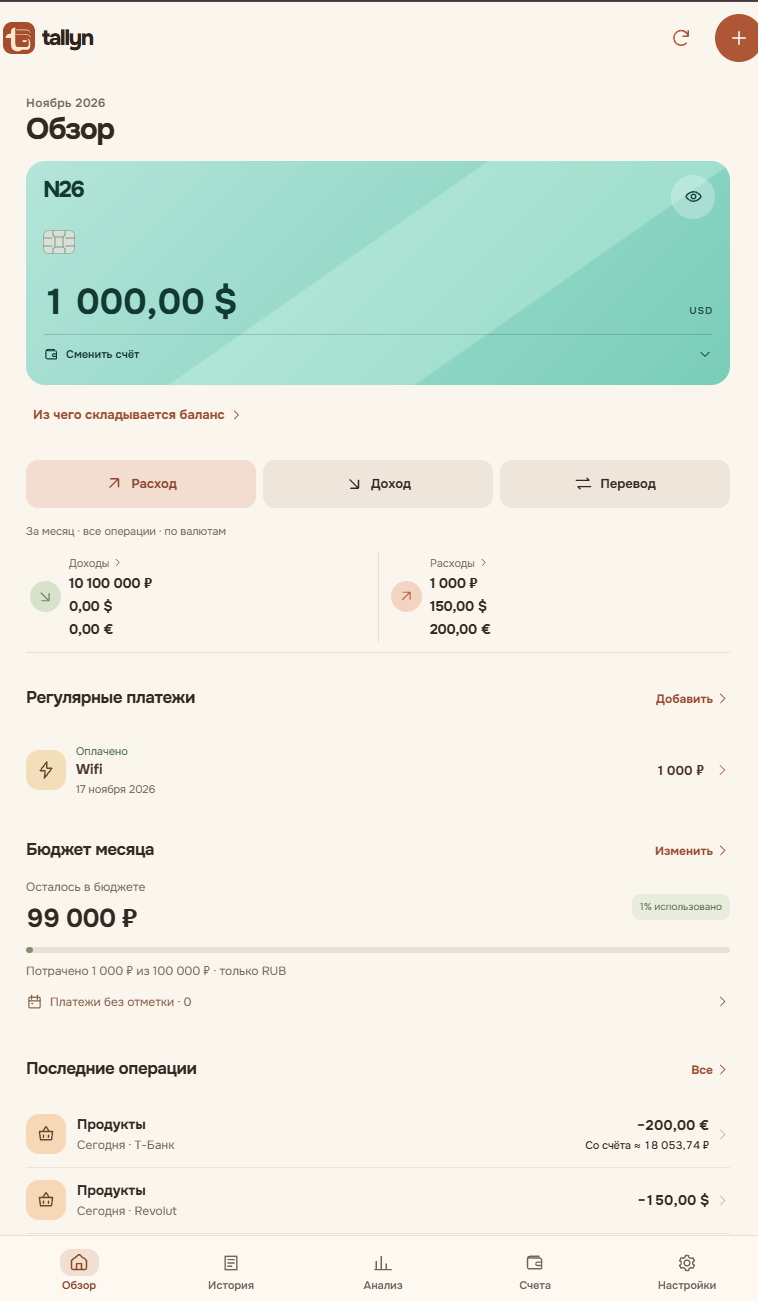 tallyn
Ноябрь 2026
Обзор
N26
1 000,00 $
USD
Сменить счёт
Из чего складывается баланс
Расход
Доход
Перевод
За месяц · все операции · по валютам
Доходы
10 100 000 ₽
0,00 $
0,00 €
Расходы
1 000 ₽
150,00 $
200,00 €
Регулярные платежи
Добавить
Оплачено
Wifi
17 ноября 2026
1 000 ₽
Бюджет месяца
Изменить
Осталось в бюджете
99 000 ₽
1% использовано
Потрачено 1 000 ₽ из 100 000 ₽ · только RUB
Платежи без отметки · 0
Последние операции
Все
Продукты
Сегодня · Т-Банк
−200,00 €
Со счёта ≈ 18 053,74 ₽
Продукты
Сегодня · Revolut
−150,00 $
Обзор
История
Анализ
Счета
Настройки